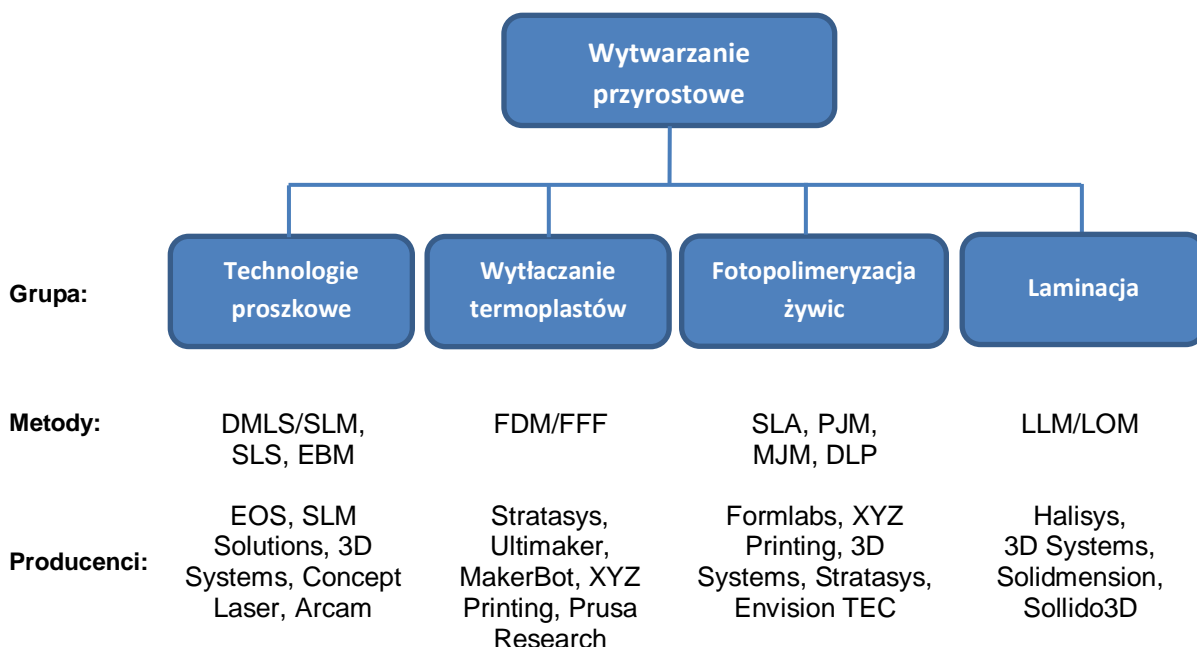 Wytwarzanie
przyrostowe
Grupa:
Technologie
proszkowe
Wytłaczanie
termoplastów
Fotopolimeryzacja
żywic
Laminacja
Metody:
DMLS/SLM,
SLS, EBM
FDM/FFF
SLA, PJM,
MJM, DLP
LLM/LOM
Producenci:
EOS, SLM
Solutions, 3D
Systems, Concept
Laser, Arcam
Stratasys,
Ultimaker,
MakerBot, XYZ
Printing, Prusa
Research
Formlabs, XYZ
Printing, 3D
Systems, Stratasys,
Envision TEC
Halisys,
3D Systems,
Solidmension,
Sollido3D